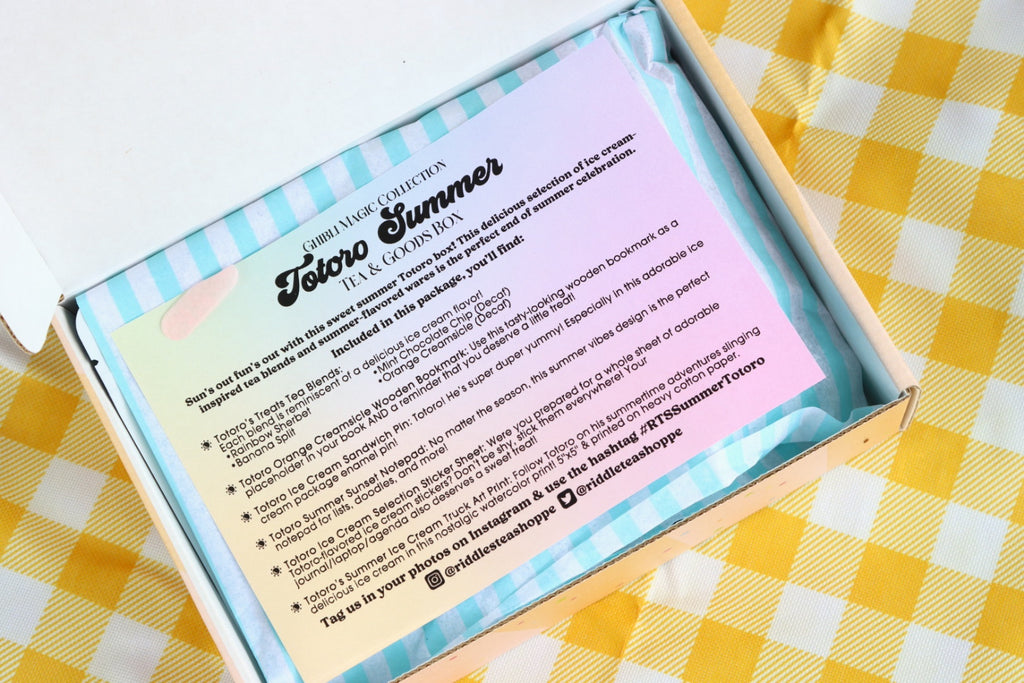 Ghibli Magic Collection
Totoro Summer
Tea & Goods Box
Sun's out fun's out with this sweet summer Totoro box! This delicious selection of ice cream-
inspired tea blends and summer-flavored wares is the perfect end of summer celebration.
Included in this package, you'll find:
Totoro's Treats Tea Blends:
Each blend is reminiscent of a delicious ice cream flavor!
•Rainbow Sherbet •Mint Chocolate Chip (Decaf)
•Banana Split •Orange Creamsicle (Decaf)
Totoro Orange Creamsicle Wooden Bookmark: Use this tasty-looking wooden bookmark as a
placeholder in your book AND a reminder that you deserve a little treat!
Totoro Ice Cream Sandwich Pin: Totoro! He's super yummy! Especially in this adorable ice
cream package enamel pin!
Totoro Summer Sunset Notepad: No matter the season, this summer vibes design is the perfect
notepad for lists, doodles, and more!
Totoro Ice Cream Selection Sticker Sheet: Were you prepared for a whole sheet of adorable
Totoro-flavored ice cream stickers? Don't be shy, stick them everywhere! Your
journal/laptop/agenda also deserves a sweet treat!
Totoro's Summer Ice Cream Truck Art Print: Follow Totoro on his summertime adventures slinging
delicious ice cream in this nostalgic watercolor print! 5"x5" & printed on heavy cotton paper.
Tag us in your photos on Instagram & use the hashtag #RTSSummerTotoro
@riddlesteashoppe @riddleteashoppe